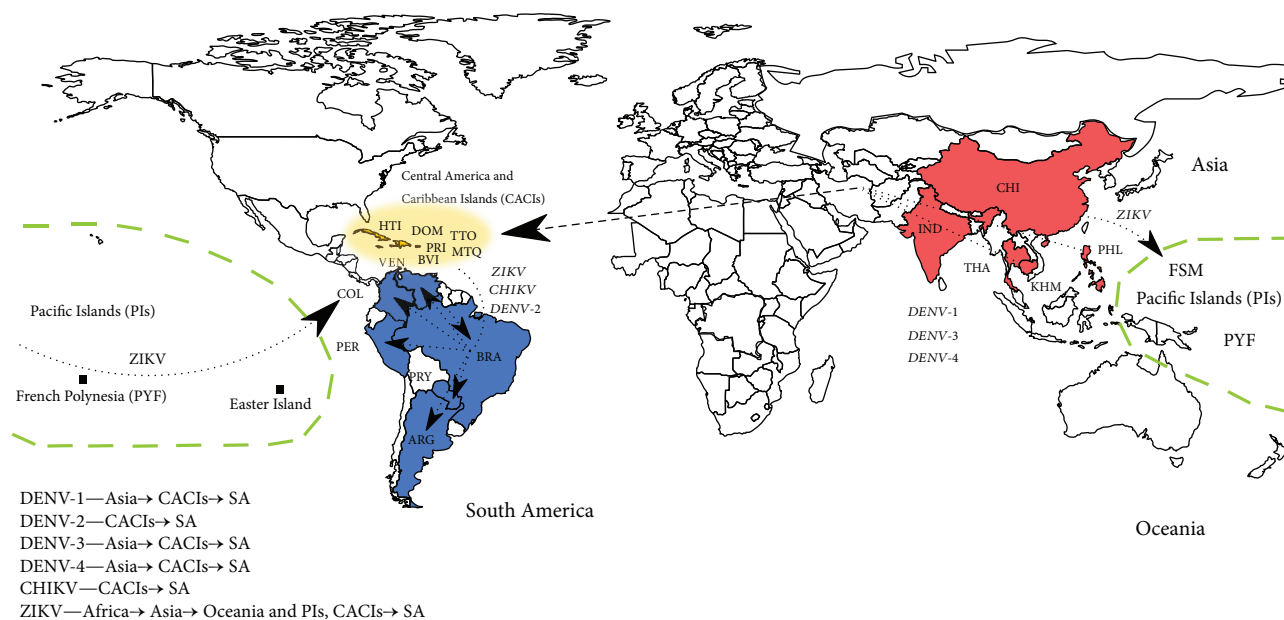 Central America and
Caribbean Islands (CACIs)
HTI
DOM
TTO
PRI
MTQ
BVI
VEN
ZIKV
CHIKV
DENV-2
COL
PER
BRA
PRY
ARG
South America
Pacific Islands (PIs)
ZIKV
French Polynesia (PYF)
Easter Island
Asia
CHI
IND
ZIKV
PHL
THA
KHM
FSM
Pacific Islands (PIs)
PYF
DENV-1
DENV-3
DENV-4
Oceania
DENV-1—Asia→ CACIs→ SA
DENV-2—CACIs→ SA
DENV-3—Asia→ CACIs→ SA
DENV-4—Asia→ CACIs→ SA
CHIKV—CACIs→ SA
ZIKV—Africa→ Asia→ Oceania and PIs, CACIs→ SA